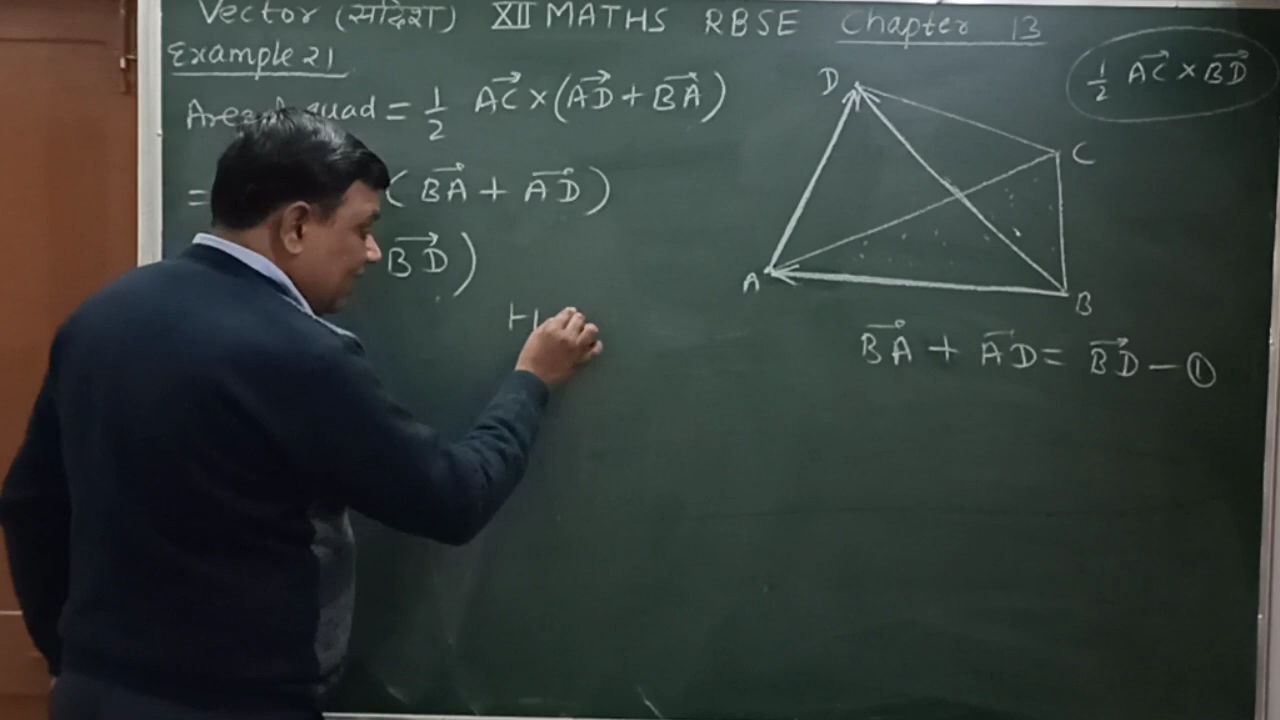 Vector (सदिश) XII MATHS RBSE Chapter 13
Example 21
½ AC⃗ × BD⃗
quad = ½ AC⃗ × (AD⃗ + BA⃗)
= (BA⃗ + AD⃗)
BD⃗)
D
C
A
B
BA⃗ + AD⃗ = BD⃗ — ①